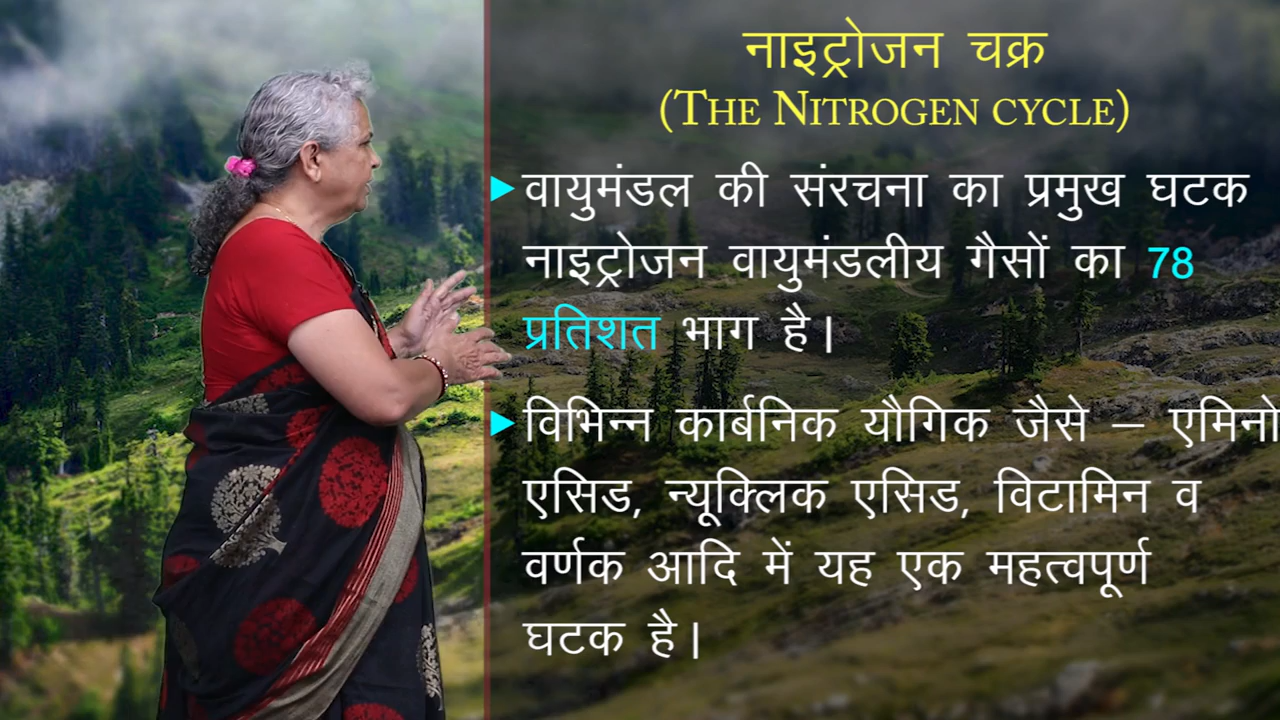 नाइट्रोजन चक्र
(THE NITROGEN CYCLE)
वायुमंडल की संरचना का प्रमुख घटक
नाइट्रोजन वायुमंडलीय गैसों का 78
प्रतिशत भाग है।
विभिन्न कार्बनिक यौगिक जैसे – एमिनो
एसिड, न्यूक्लिक एसिड, विटामिन व
वर्णक आदि में यह एक महत्वपूर्ण
घटक है।